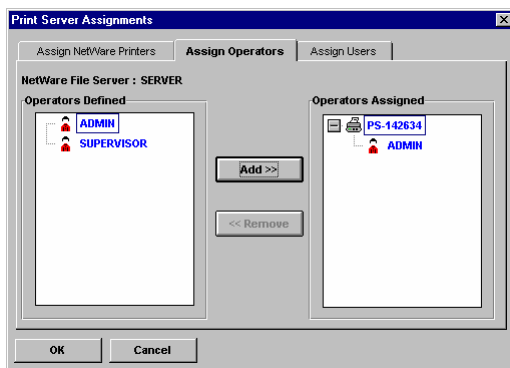 Print Server Assignments
Assign NetWare Printers
Assign Operators
Assign Users
NetWare File Server : SERVER
Operators Defined
ADMIN
SUPERVISOR
Add >>
<< Remove
Operators Assigned
PS-142634
ADMIN
OK
Cancel